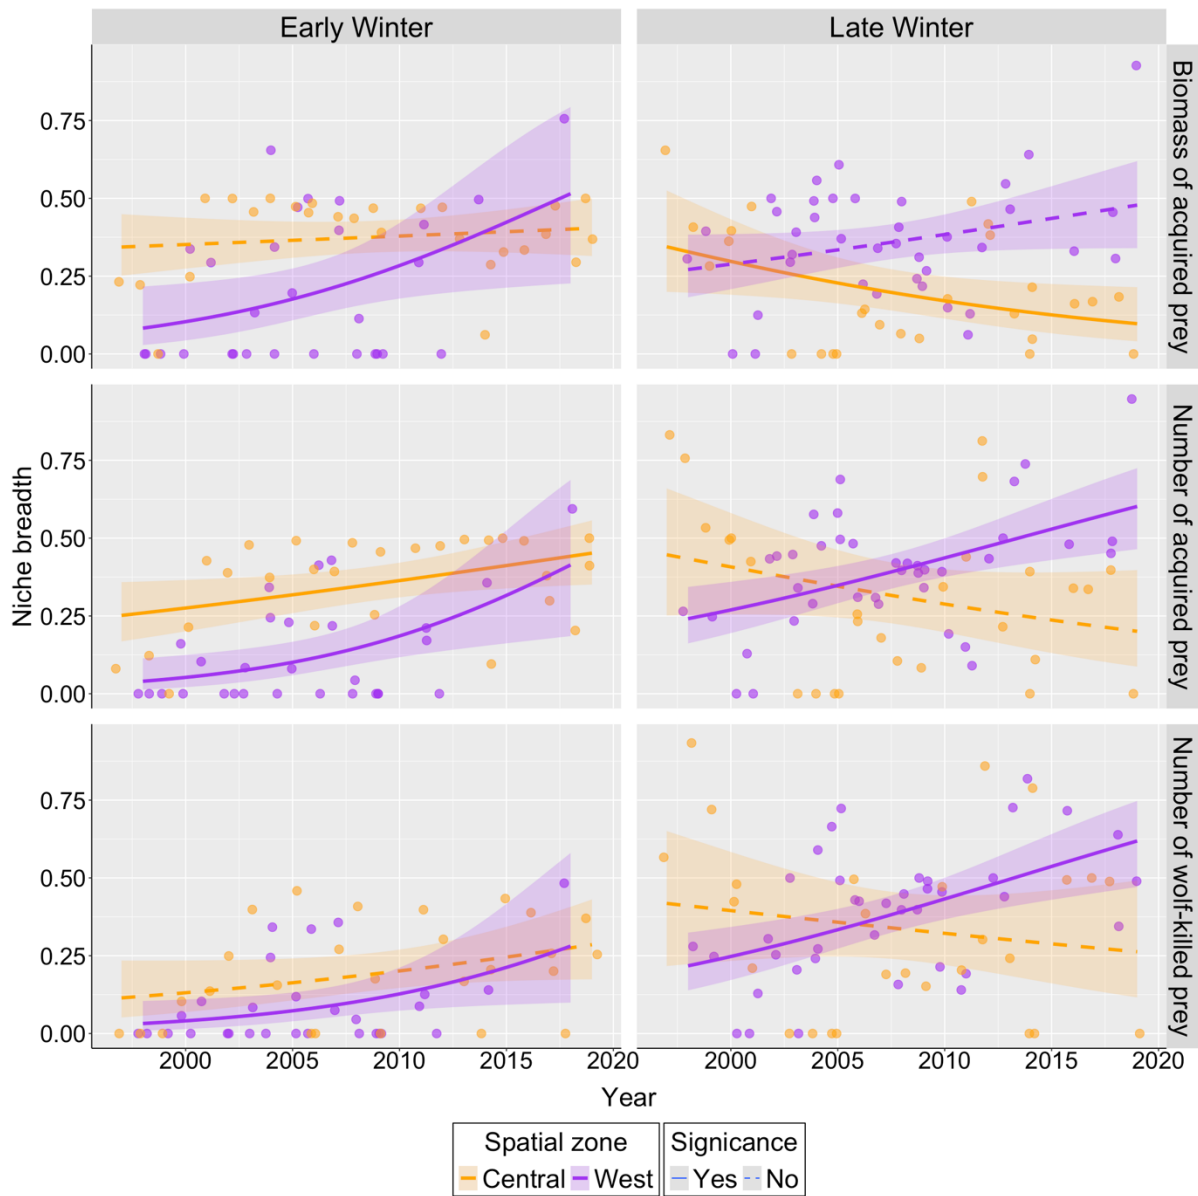 Early Winter
Late Winter
Niche breadth
0.75
0.50
0.25
0.00
Biomass of acquired prey
0.75
0.50
0.25
0.00
Number of acquired prey
0.75
0.50
0.25
0.00
Number of wolf-killed prey
2000 2005 2010 2015 2020
2000 2005 2010 2015 2020
Year
Spatial zone
Central West
Signicance
Yes No